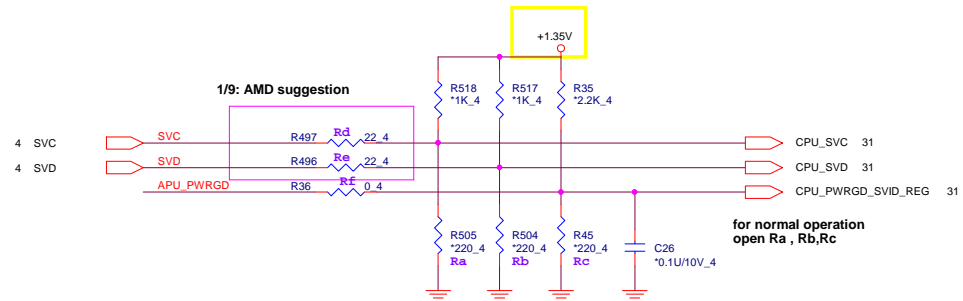 +1.35V
R518
*1K_4
R517
*1K_4
R35
*2.2K_4
1/9: AMD suggestion
4 SVC
SVC
R497
Rd
22_4
CPU_SVC 31
4 SVD
SVD
R496
Re
22_4
CPU_SVD 31
APU_PWRGD
R36
Rf
0_4
CPU_PWRGD_SVID_REG 31
R505
*220_4
Ra
R504
*220_4
Rb
R45
*220_4
Rc
C26
*0.1U/10V_4
for normal operation
open Ra , Rb,Rc